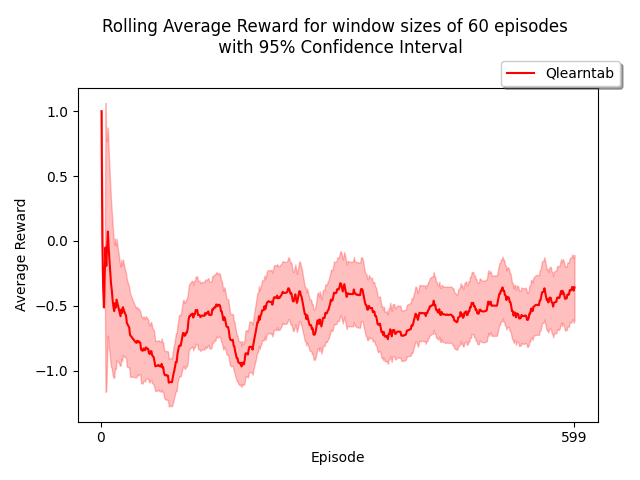 Rolling Average Reward for window sizes of 60 episodes
with 95% Confidence Interval
Qlearntab
1.0
0.5
0.0
−0.5
−1.0
Average Reward
0
599
Episode